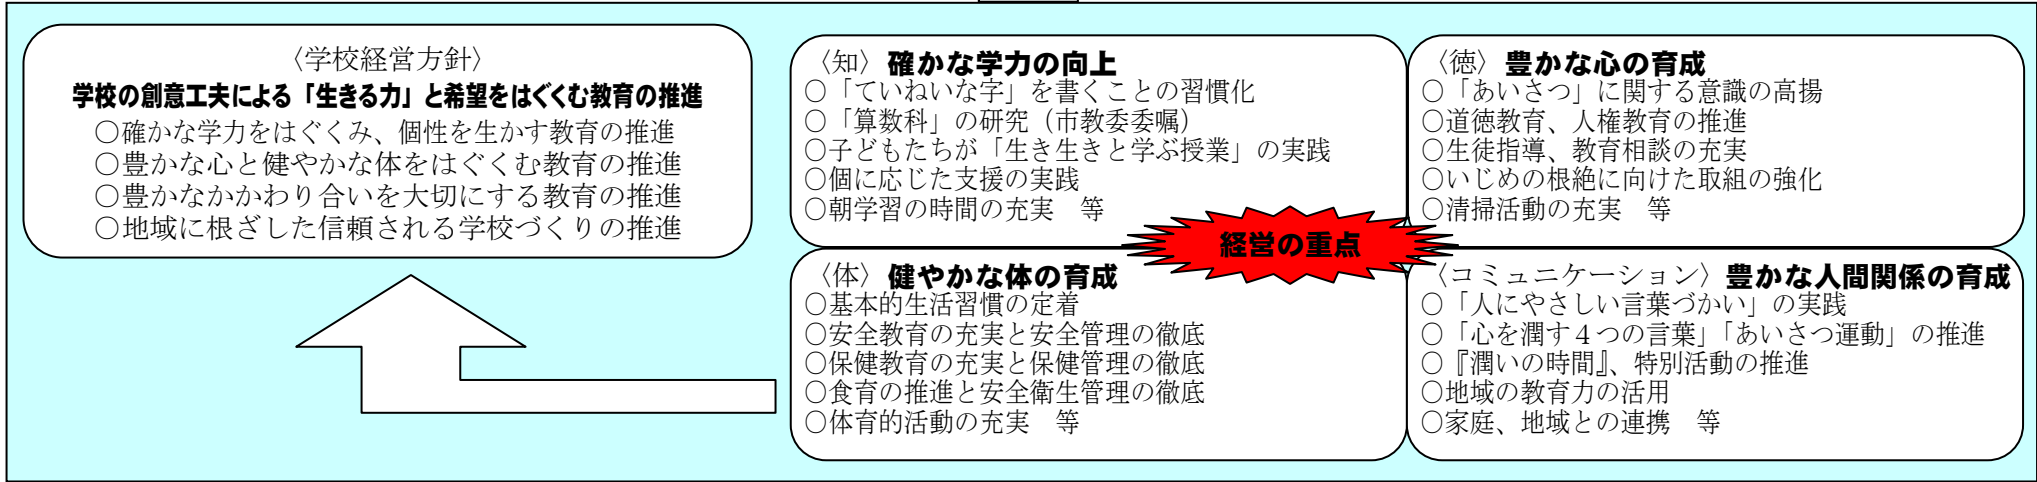 〈学校経営方針〉
学校の創意工夫による「生きる力」と希望をはぐくむ教育の推進
○確かな学力をはぐくみ、個性を生かす教育の推進
○豊かな心と健やかな体をはぐくむ教育の推進
○豊かなかかわり合いを大切にする教育の推進
○地域に根ざした信頼される学校づくりの推進
〈知〉確かな学力の向上
○「ていねいな字」を書くことの習慣化
○「算数科」の研究（市教委委嘱）
○子どもたちが「生き生きと学ぶ授業」の実践
○個に応じた支援の実践
○朝学習の時間の充実　等
〈徳〉豊かな心の育成
○「あいさつ」に関する意識の高揚
○道徳教育、人権教育の推進
○生徒指導、教育相談の充実
○いじめの根絶に向けた取組の強化
○清掃活動の充実　等
経営の重点
〈体〉健やかな体の育成
○基本的生活習慣の定着
○安全教育の充実と安全管理の徹底
○保健教育の充実と保健管理の徹底
○食育の推進と安全衛生管理の徹底
○体育的活動の充実　等
〈コミュニケーション〉豊かな人間関係の育成
○「人にやさしい言葉づかい」の実践
○「心を潤す４つの言葉」「あいさつ運動」の推進
○『潤いの時間』、特別活動の推進
○地域の教育力の活用
○家庭、地域との連携　等